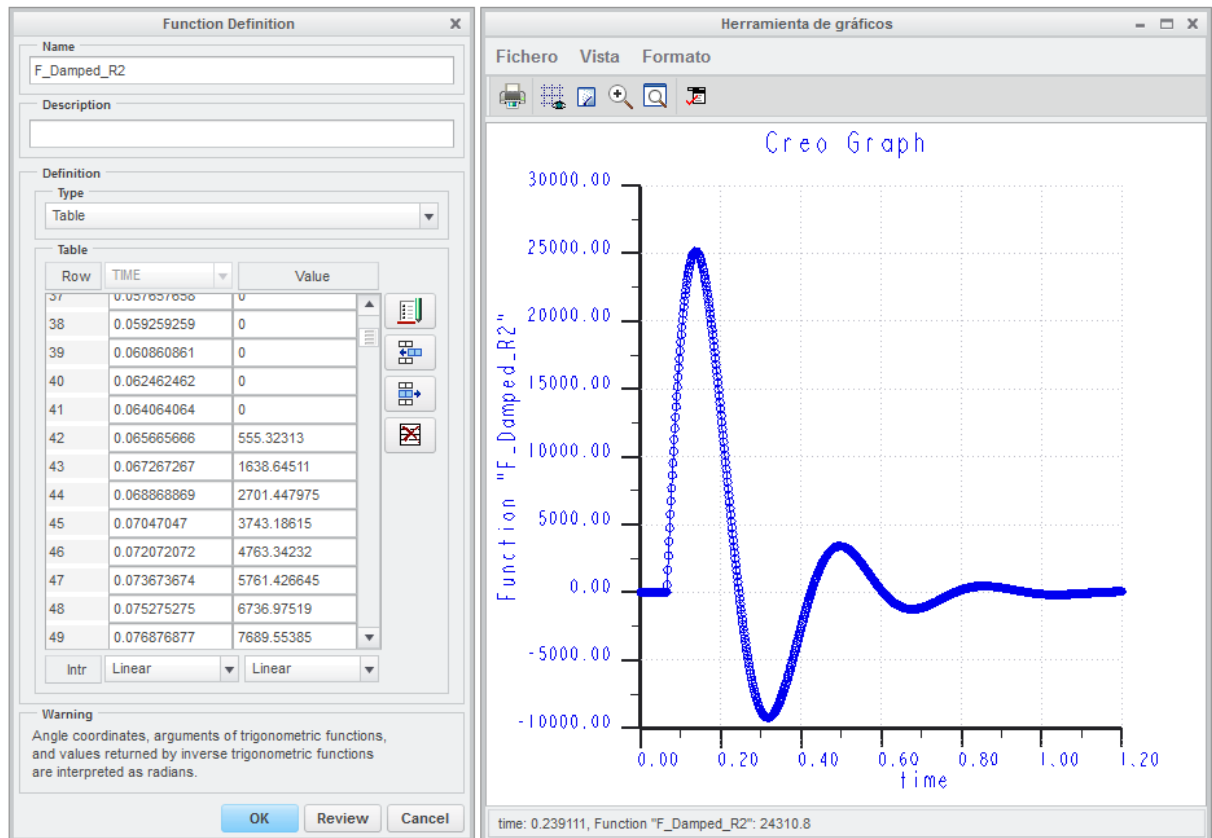 Function Definition X
Name
F_Damped_R2
Description
Definition
Type
Table
Table
Row TIME Value
37 0.057657658 0
38 0.059259259 0
39 0.060860861 0
40 0.062462462 0
41 0.064064064 0
42 0.065665666 555.32313
43 0.067267267 1638.64511
44 0.068868869 2701.447975
45 0.07047047 3743.18615
46 0.072072072 4763.34232
47 0.073673674 5761.426645
48 0.075275275 6736.97519
49 0.076876877 7689.55385
Intr Linear Linear
Warning
Angle coordinates, arguments of trigonometric functions,
and values returned by inverse trigonometric functions
are interpreted as radians.
OK Review Cancel
Herramienta de gráficos
Fichero Vista Formato
Creo Graph
30000.00
25000.00
20000.00
15000.00
10000.00
5000.00
0.00
-5000.00
-10000.00
Function "F_Damped_R2"
0.00 0.20 0.40 0.60 0.80 1.00 1.20
time
time: 0.239111, Function "F_Damped_R2": 24310.8